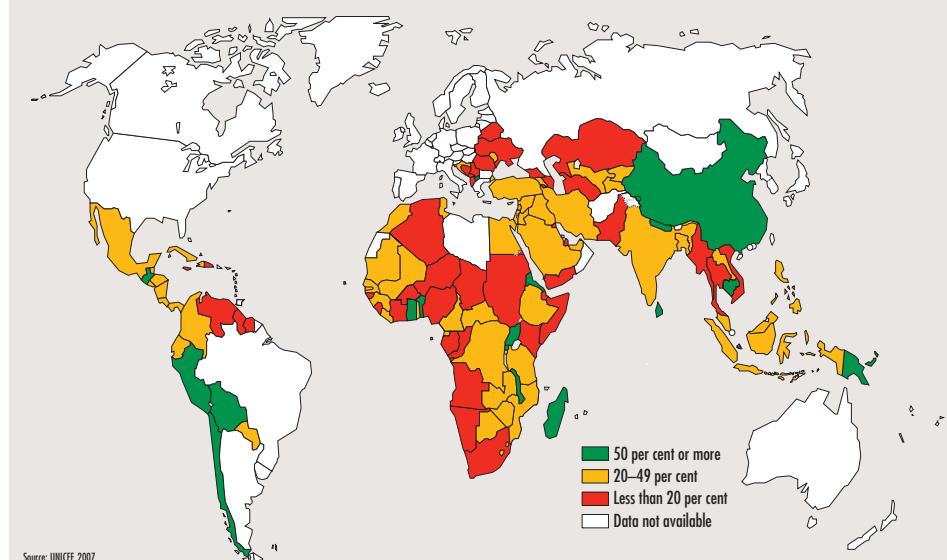 50 per cent or more
20–49 per cent
Less than 20 per cent
Data not available
Source: UNICEF 2007